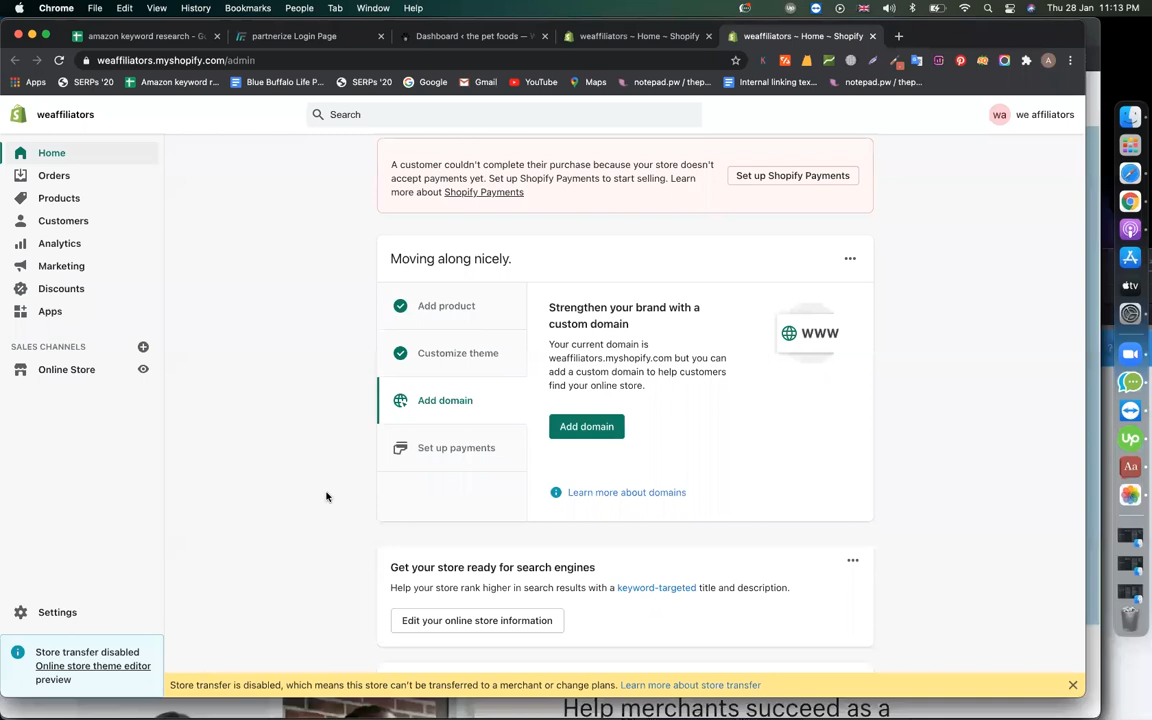 Chrome File Edit View History Bookmarks People Tab Window Help
Thu 28 Jan 11:13 PM
amazon keyword research - Gu
partnerize Login Page
Dashboard ‹ the pet foods — W
weaffiliators ~ Home ~ Shopify
weaffiliators ~ Home ~ Shopify
weaffiliators.myshopify.com/admin
A
Apps
SERPs '20
Amazon keyword r...
Blue Buffalo Life P...
SERPs '20
Google
Gmail
YouTube
Maps
notepad.pw / thep...
Internal linking tex...
notepad.pw / thep...
weaffiliators
Search
wa
we affiliators
Home
Orders
Products
Customers
Analytics
Marketing
Discounts
Apps
SALES CHANNELS
Online Store
Settings
Store transfer disabled
Online store theme editor
preview
A customer couldn't complete their purchase because your store doesn't
accept payments yet. Set up Shopify Payments to start selling. Learn
more about Shopify Payments
Set up Shopify Payments
Moving along nicely.
Add product
Customize theme
Add domain
Set up payments
Strengthen your brand with a
custom domain
Your current domain is
weaffiliators.myshopify.com but you can
add a custom domain to help customers
find your online store.
WWW
Add domain
Learn more about domains
Get your store ready for search engines
Help your store rank higher in search results with a keyword-targeted title and description.
Edit your online store information
Store transfer is disabled, which means this store can't be transferred to a merchant or change plans. Learn more about store transfer
Help merchants succeed as a
tv
Up
Aa